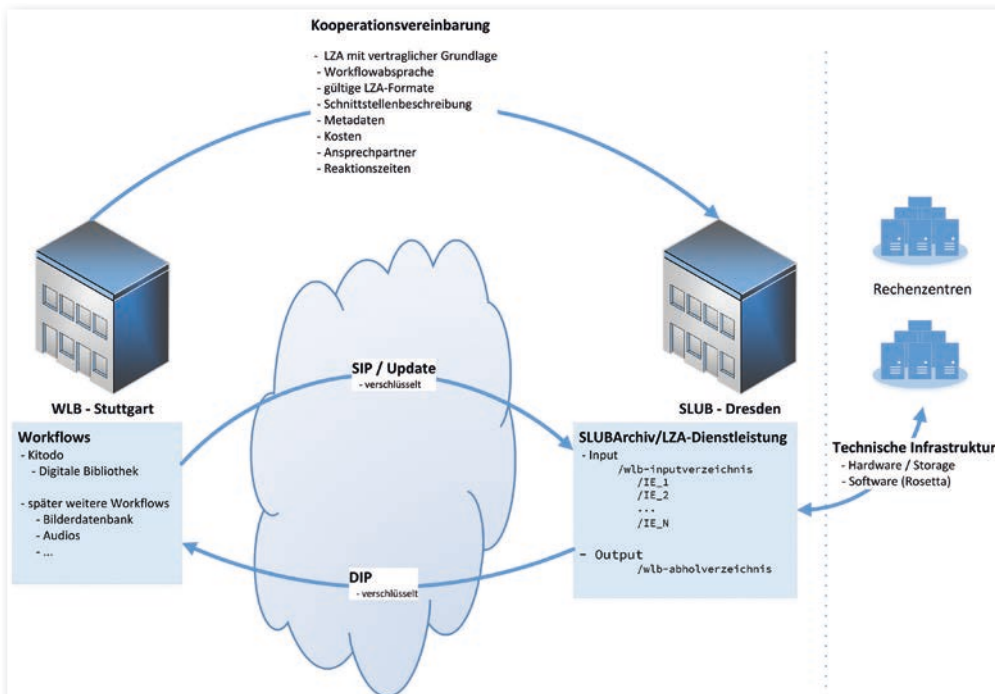 Kooperationsvereinbarung
- LZA mit vertraglicher Grundlage
- Workflowabsprache
- gültige LZA-Formate
- Schnittstellenbeschreibung
- Metadaten
- Kosten
- Ansprechpartner
- Reaktionszeiten
Rechenzentren
SIP / Update
- verschlüsselt
WLB - Stuttgart
SLUB - Dresden
Workflows
- Kitodo
- Digitale Bibliothek
- später weitere Workflows
- Bilderdatenbank
- Audios
- ...
SLUBArchiv/LZA-Dienstleistung
- Input
/wlb-inputverzeichnis
/IE_1
/IE_2
...
/IE_N
- Output
/wlb-abholverzeichnis
Technische Infrastruktur
- Hardware / Storage
- Software (Rosetta)
DIP
- verschlüsselt